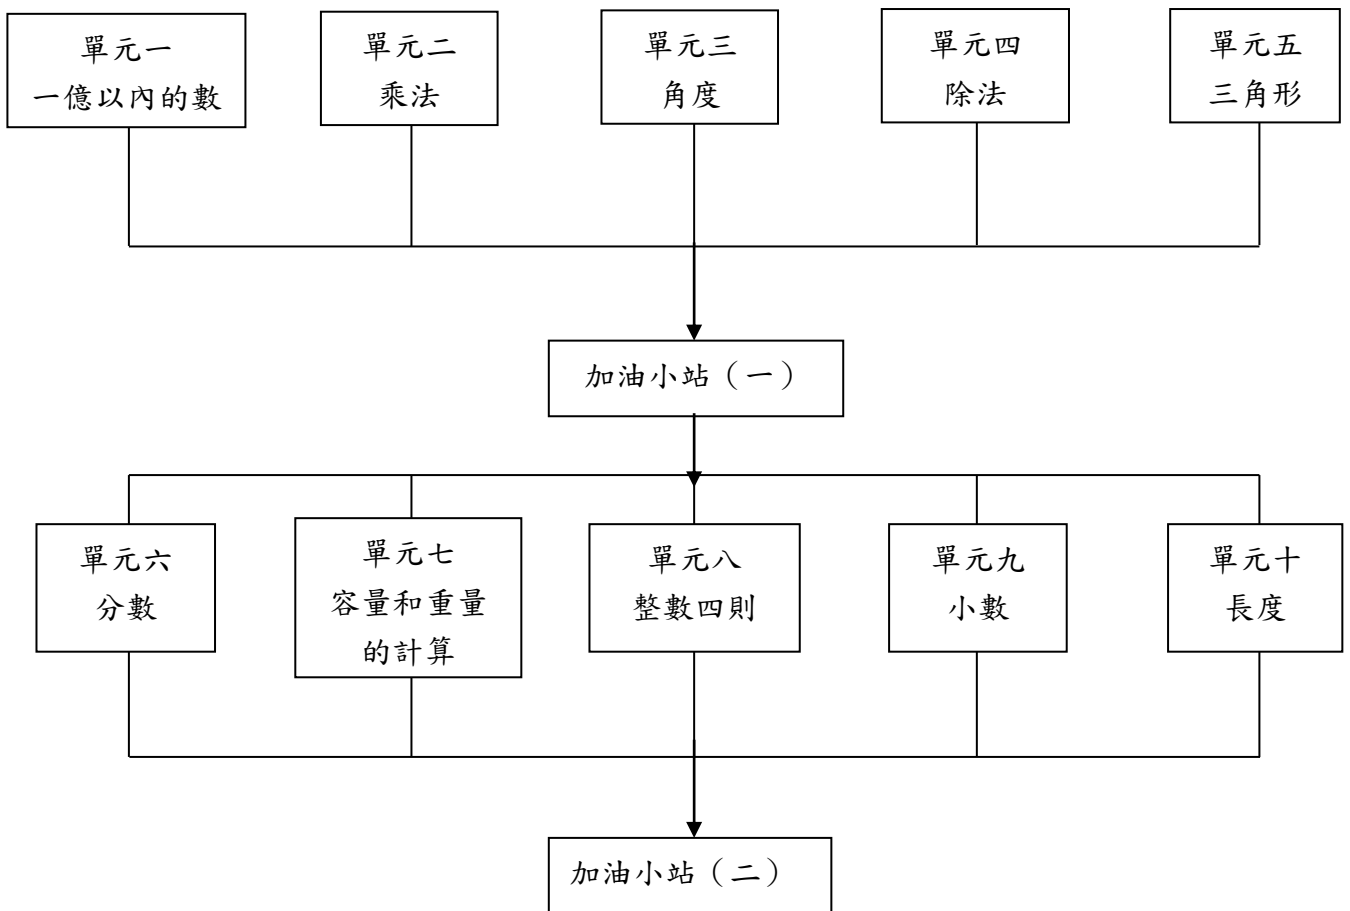 單元一
一億以內的數
單元二
乘法
單元三
角度
單元四
除法
單元五
三角形
加油小站（一）
單元六
分數
單元七
容量和重量
的計算
單元八
整數四則
單元九
小數
單元十
長度
加油小站（二）